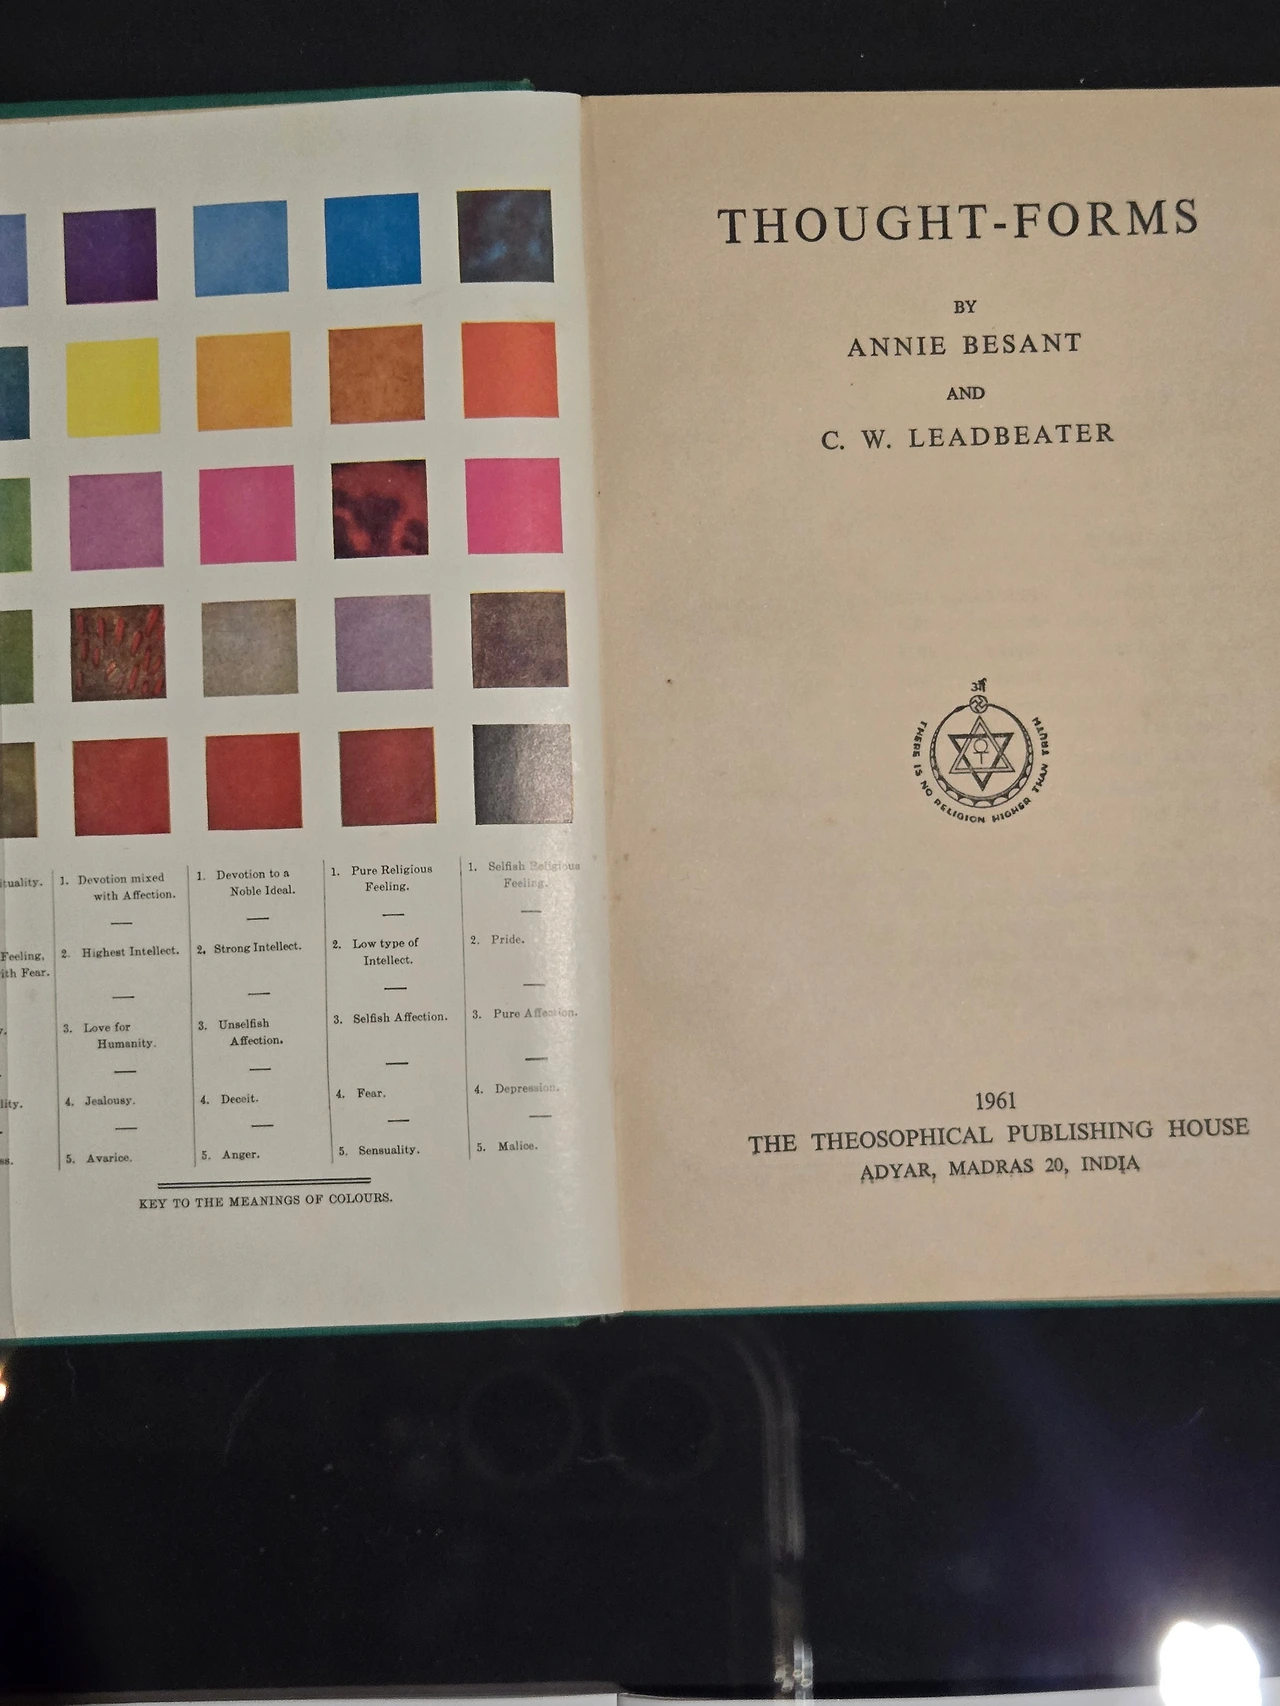 ituality.
Feeling,
ith Fear.
lity.
ss.
1. Devotion mixed
with Affection.
2. Highest Intellect.
3. Love for
Humanity.
4. Jealousy.
5. Avarice.
1. Devotion to a
Noble Ideal.
2. Strong Intellect.
3. Unselfish
Affection.
4. Deceit.
5. Anger.
1. Pure Religious
Feeling.
2. Low type of
Intellect.
3. Selfish Affection.
4. Fear.
5. Sensuality.
1. Selfish Religious
Feeling.
2. Pride.
3. Pure Affection.
4. Depression.
5. Malice.
KEY TO THE MEANINGS OF COLOURS.
THOUGHT-FORMS
BY
ANNIE BESANT
AND
C. W. LEADBEATER
ओं
THERE IS NO RELIGION HIGHER THAN TRUTH
1961
THE THEOSOPHICAL PUBLISHING HOUSE
ADYAR, MADRAS 20, INDIA